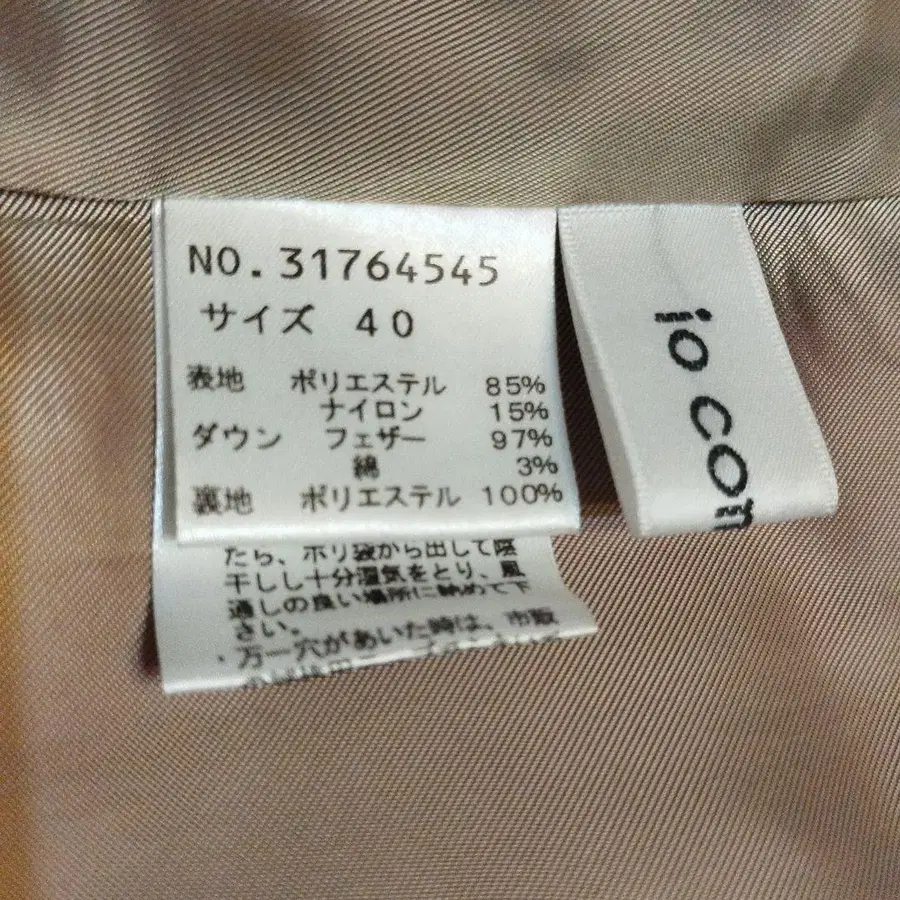 NO.31764545
サイズ 40
表地 ポリエステル 85%
ナイロン 15%
ダウン フェザー 97%
綿 3%
裏地 ポリエステル 100%
たら、ポリ袋から出して陰
干しし十分湿気をとり、風
通しの良い場所に納めて下
さい。
・万一穴があいた時は、市販
io con